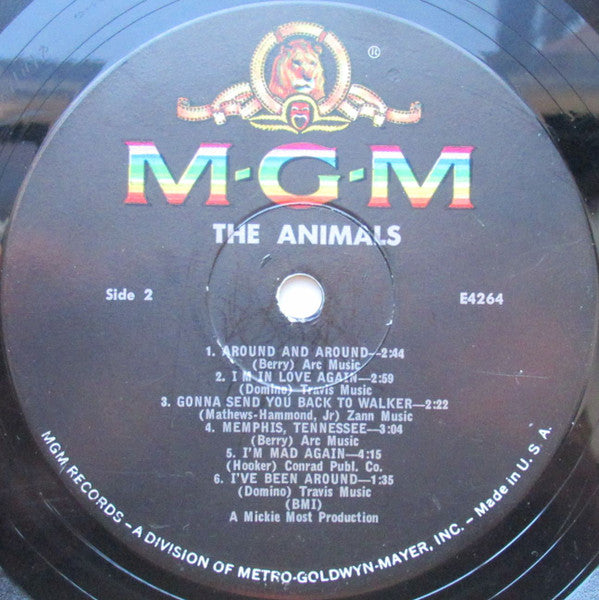 ®
M·G·M
THE ANIMALS
Side 2
E4264
1. AROUND AND AROUND—2:44
(Berry) Arc Music
2. I'M IN LOVE AGAIN—2:59
(Domino) Travis Music
3. GONNA SEND YOU BACK TO WALKER—2:22
(Mathews-Hammond, Jr) Zann Music
4. MEMPHIS, TENNESSEE—3:04
(Berry) Arc Music
5. I'M MAD AGAIN—4:15
(Hooker) Conrad Publ. Co.
6. I'VE BEEN AROUND—1:35
(Domino) Travis Music
(BMI)
A Mickie Most Production
MGM RECORDS – A DIVISION OF METRO-GOLDWYN-MAYER, INC. – Made in U. S. A.